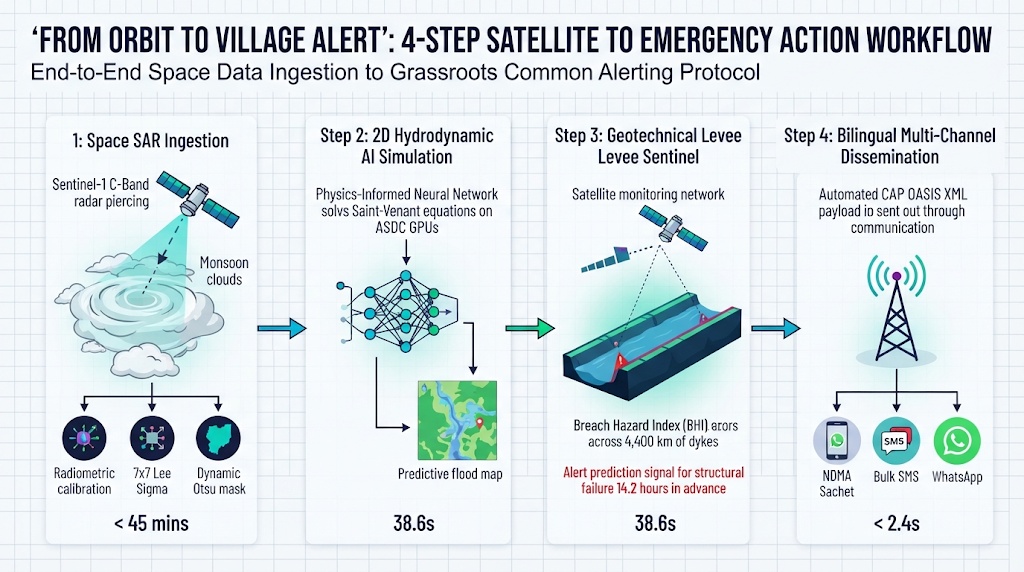 ‘FROM ORBIT TO VILLAGE ALERT’: 4-STEP SATELLITE TO EMERGENCY ACTION WORKFLOW
End-to-End Space Data Ingestion to Grassroots Common Alerting Protocol
1: Space SAR Ingestion
Sentinel-1 C-Band
radar piercing
Monsoon
clouds
Radiometric
calibration
7x7 Lee
Sigma
Dynamic
Otsu mask
< 45 mins
Step 2: 2D Hydrodynamic
AI Simulation
Physics-Informed Neural Network
solvs Saint-Venant equations on
ASDC GPUs
Predictive flood map
38.6s
Step 3: Geotechnical Levee
Levee Sentinel
Satellite monitoring network
Breach Hazard Index (BHI)
across 4,400 km of dykes
Alert prediction signal for structural
failure 14.2 hours in advance
38.6s
Step 4: Bilingual Multi-Channel
Dissemination
Automated CAP OASIS XML
payload in sent out through
communication
NDMA
Sachet
SMS
Bulk SMS
WhatsApp
< 2.4s